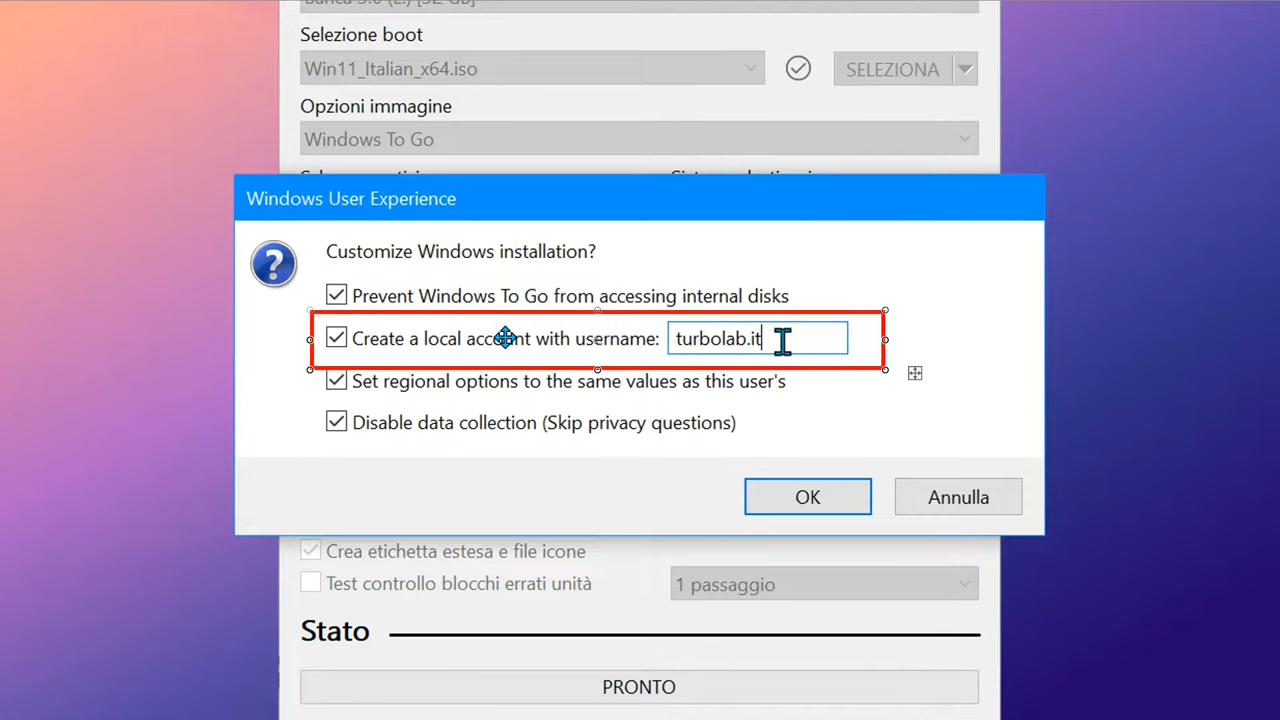 Selezione boot
Win11_Italian_x64.iso
SELEZIONA
Opzioni immagine
Windows To Go
Windows User Experience
Customize Windows installation?
Prevent Windows To Go from accessing internal disks
Create a local account with username: turbolab.it
Set regional options to the same values as this user's
Disable data collection (Skip privacy questions)
OK Annulla
Crea etichetta estesa e file icone
Test controllo blocchi errati unità 1 passaggio
Stato
PRONTO